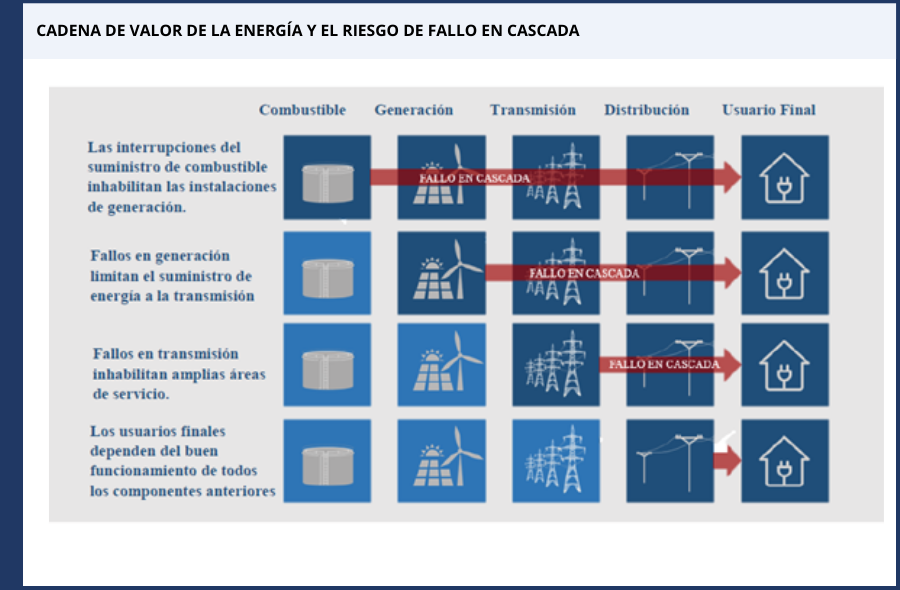 CADENA DE VALOR DE LA ENERGÍA Y EL RIESGO DE FALLO EN CASCADA
Combustible Generación Transmisión Distribución Usuario Final
Las interrupciones del
suministro de combustible
inhabilitan las instalaciones
de generación.
FALLO EN CASCADA
Fallos en generación
limitan el suministro de
energía a la transmisión
FALLO EN CASCADA
Fallos en transmisión
inhabilitan amplias áreas
de servicio.
FALLO EN CASCADA
Los usuarios finales
dependen del buen
funcionamiento de todos
los componentes anteriores